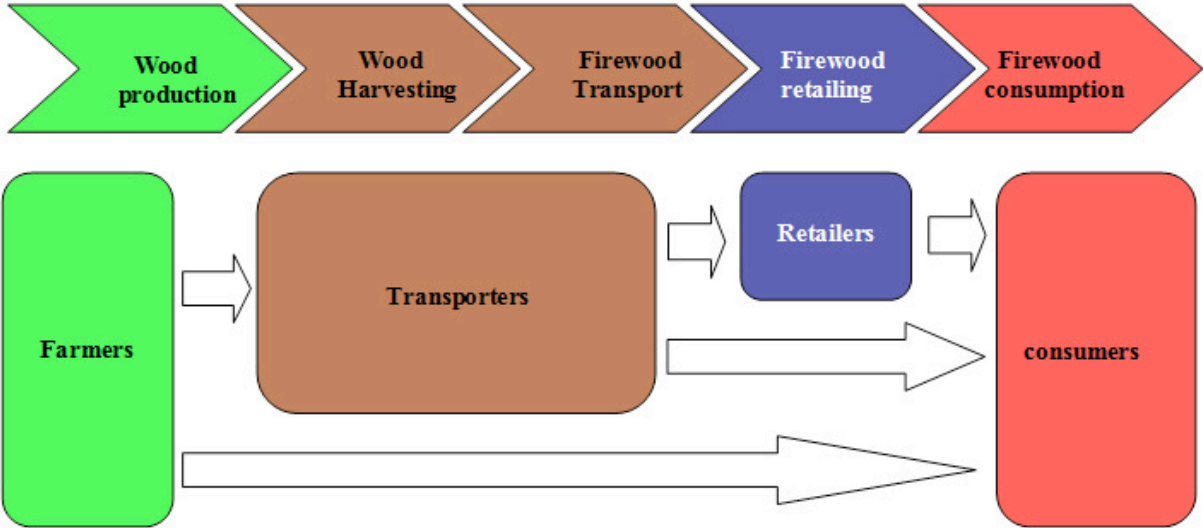 Wood
production
Wood
Harvesting
Firewood
Transport
Firewood
retailing
Firewood
consumption
Farmers
Transporters
Retailers
consumers